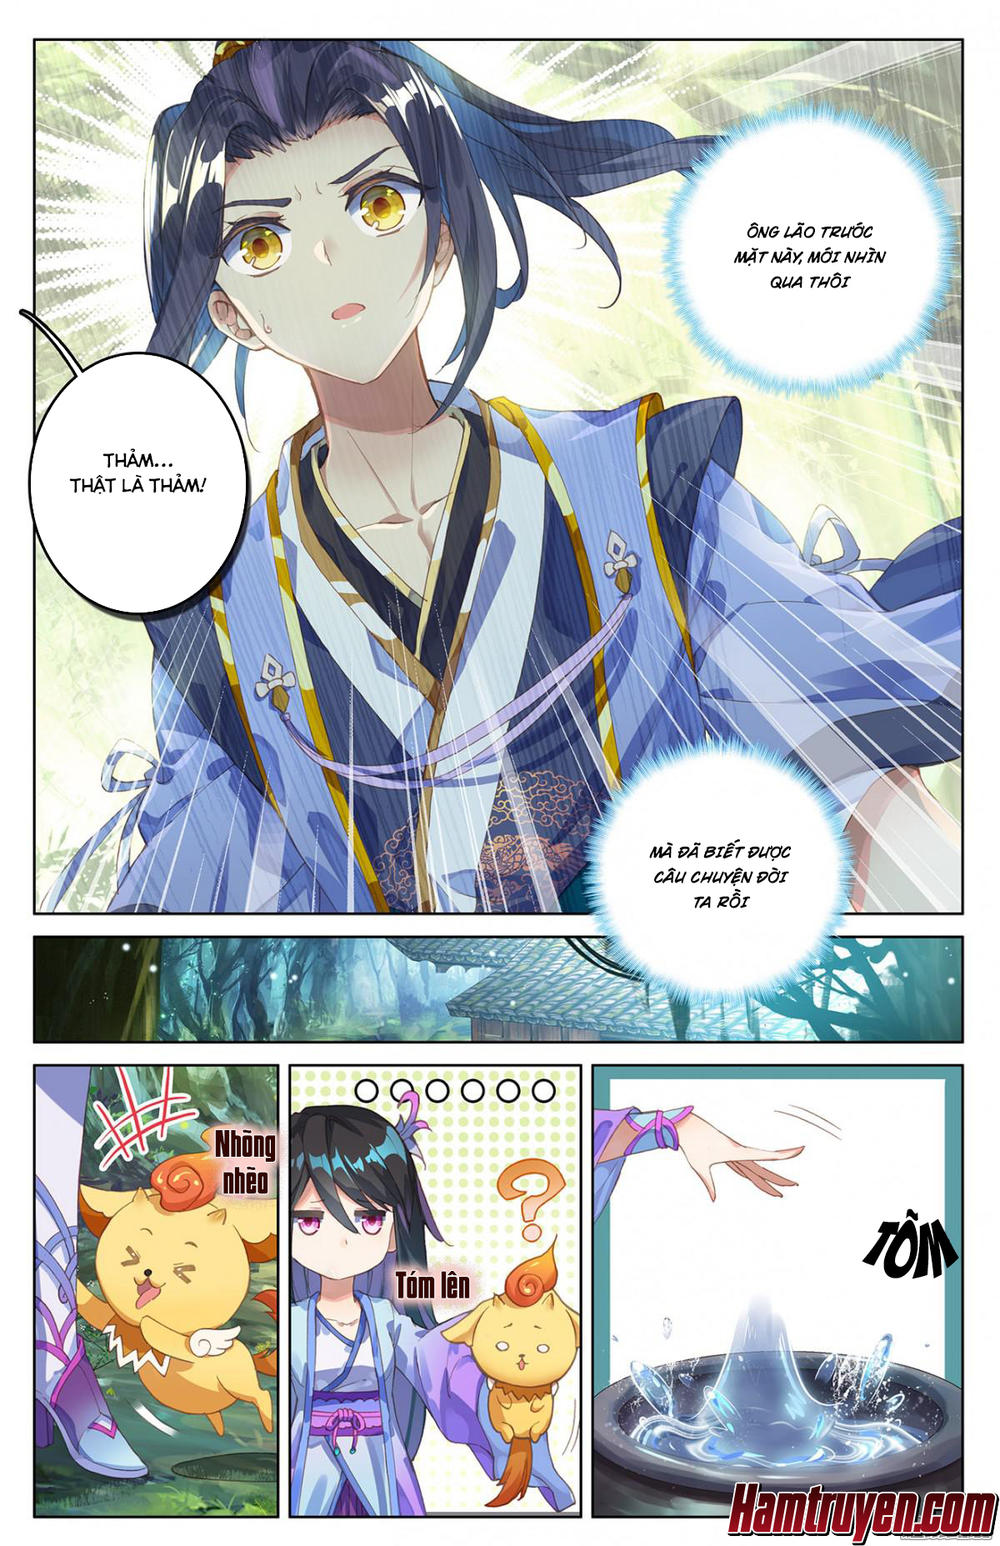 ÔNG LÃO TRƯỚC
MẶT NÀY, MỚI NHÌN
QUA THÔI
THẢM...
THẬT LÀ THẢM!
MÀ ĐÃ BIẾT ĐƯỢC
CÂU CHUYỆN ĐỜI
TA RỒI
Nhõng
nhẽo
?
Tóm lên
TÕM
Hamtruyen.com